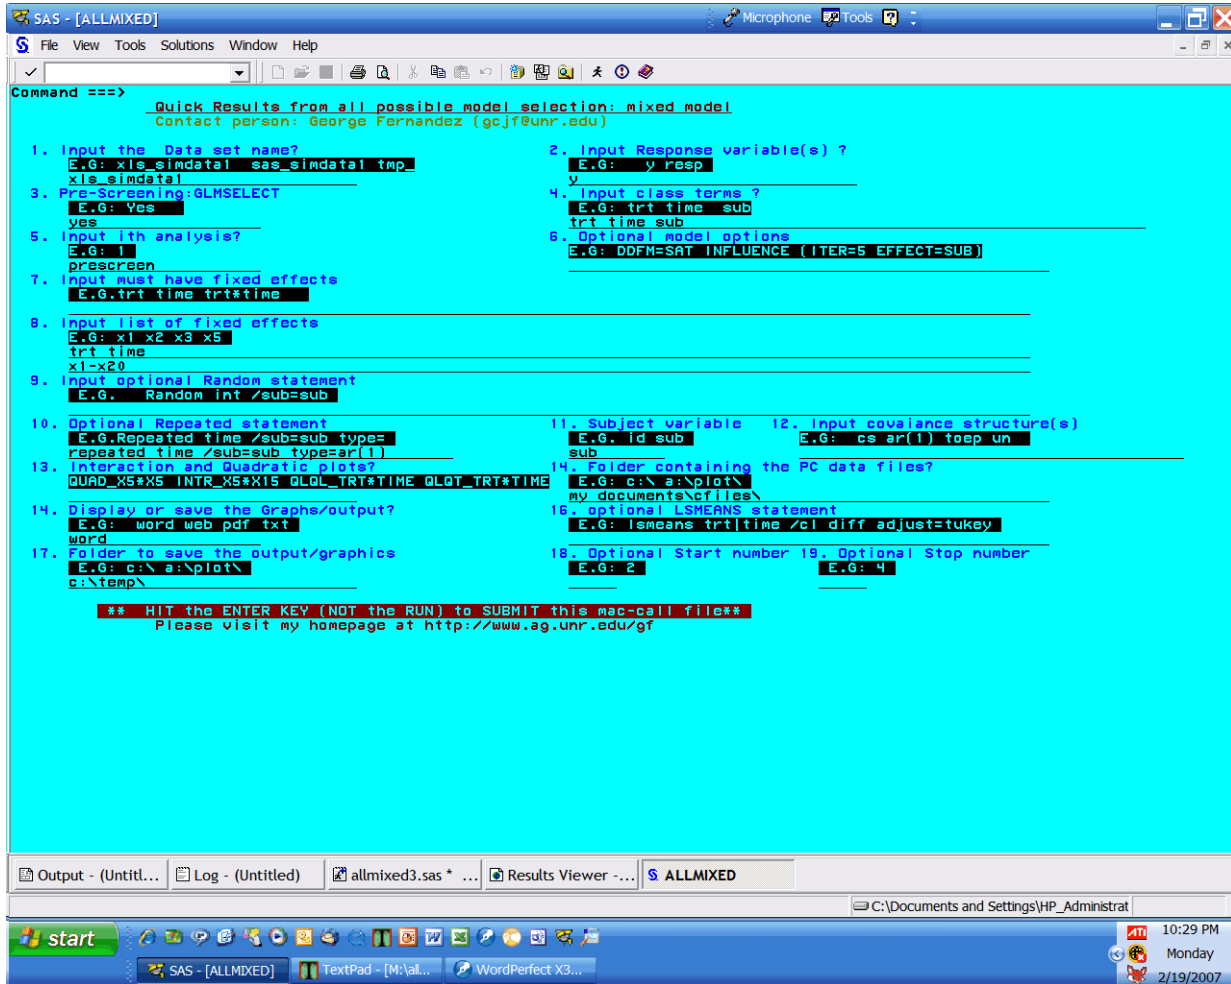 SAS - [ALLMIXED]
Microphone Tools
File View Tools Solutions Window Help
Command ===>
Quick Results from all possible model selection: mixed model
Contact person: George Fernandez (gcjf@unr.edu)
1. Input the Data set name? 2. Input Response variable(s) ?
E.G: xls_simdata1 sas_simdata1 tmp_ E.G: y resp
xls_simdata1 y
3. Pre-Screening:GLMSELECT 4. Input class terms ?
E.G: Yes E.G: trt time sub
yes trt time sub
5. Input ith analysis? 6. Optional model options
E.G: 1 E.G: DDFM=SAT INFLUENCE (ITER=5 EFFECT=SUB)
prescreen
7. Input must have fixed effects
E.G.trt time trt*time
8. Input list of fixed effects
E.G: x1 x2 x3 x5
trt time
x1-x20
9. Input optional Random statement
E.G. Random int /sub=sub
10. Optional Repeated statement 11. Subject variable 12. Input covaiance structure(s)
E.G.Repeated time /sub=sub type= E.G. id sub E.G: cs ar(1) toep un
repeated time /sub=sub type=ar(1) sub
13. Interaction and Quadratic plots? 14. Folder containing the PC data files?
QUAD_X5*X5 INTR_X5*X15 QLQL_TRT*TIME QLQT_TRT*TIME E.G: c:\ a:\plot\
my documents\cfiles\
14. Display or save the Graphs/output? 16. optional LSMEANS statement
E.G: word web pdf txt E.G: lsmeans trt|time /cl diff adjust=tukey
word
17. Folder to save the output/graphics 18. Optional Start number 19. Optional Stop number
E.G: c:\ a:\plot\ E.G: 2 E.G: 4
c:\temp\
** HIT the ENTER KEY (NOT the RUN) to SUBMIT this mac-call file**
Please visit my homepage at http://www.ag.unr.edu/gf
Output - (Untitl... Log - (Untitled) allmixed3.sas * ... Results Viewer -... ALLMIXED
C:\Documents and Settings\HP_Administrat
start ATI 10:29 PM
SAS - [ALLMIXED] TextPad - [M:\all... WordPerfect X3... Monday
2/19/2007